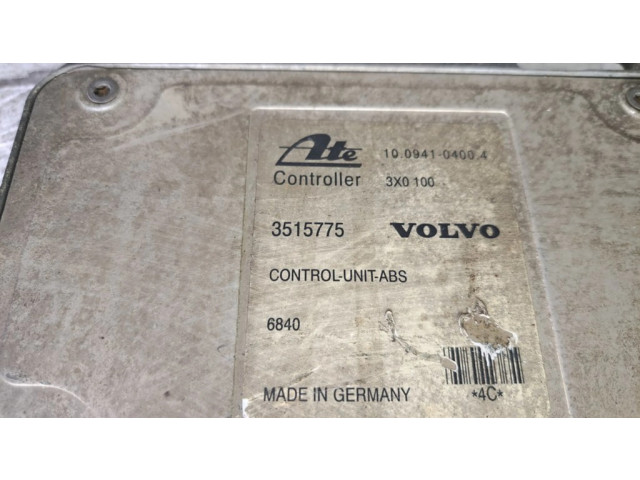 Ate 10.0941-0400.4
Controller 3X0 100
3515775 VOLVO
CONTROL-UNIT-ABS
6840
MADE IN GERMANY *4C*